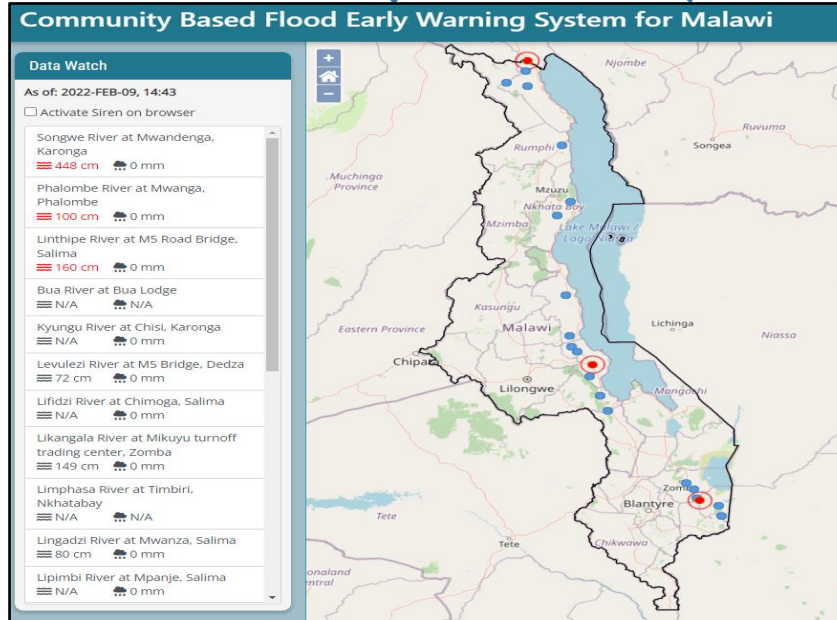 Community Based Flood Early Warning System for Malawi
Data Watch
As of: 2022-FEB-09, 14:43
Activate Siren on browser
Songwe River at Mwandenga,
Karonga
448 cm 0 mm
Phalombe River at Mwanga,
Phalombe
100 cm 0 mm
Linthipe River at M5 Road Bridge,
Salima
160 cm 0 mm
Bua River at Bua Lodge
N/A N/A
Kyungu River at Chisi, Karonga
N/A 0 mm
Levulezi River at M5 Bridge, Dedza
72 cm 0 mm
Lifidzi River at Chimoga, Salima
N/A 0 mm
Likangala River at Mikuyu turnoff
trading center, Zomba
149 cm 0 mm
Limphasa River at Timbiri,
Nkhatabay
N/A N/A
Lingadzi River at Mwanza, Salima
80 cm 0 mm
Lipimbi River at Mpanje, Salima
N/A 0 mm
+
−
Njombe
Ruvuma
Songea
Rumphi
Muchinga
Province
Mzuzu
Nkhata Bay
Mzimba
Lake Malawi /
Lago Niassa
Kasungu
Eastern Province
Malawi
Lichinga
Niassa
Chipata
Lilongwe
Mangochi
Zomba
Blantyre
Tete
Chikwawa
Tete